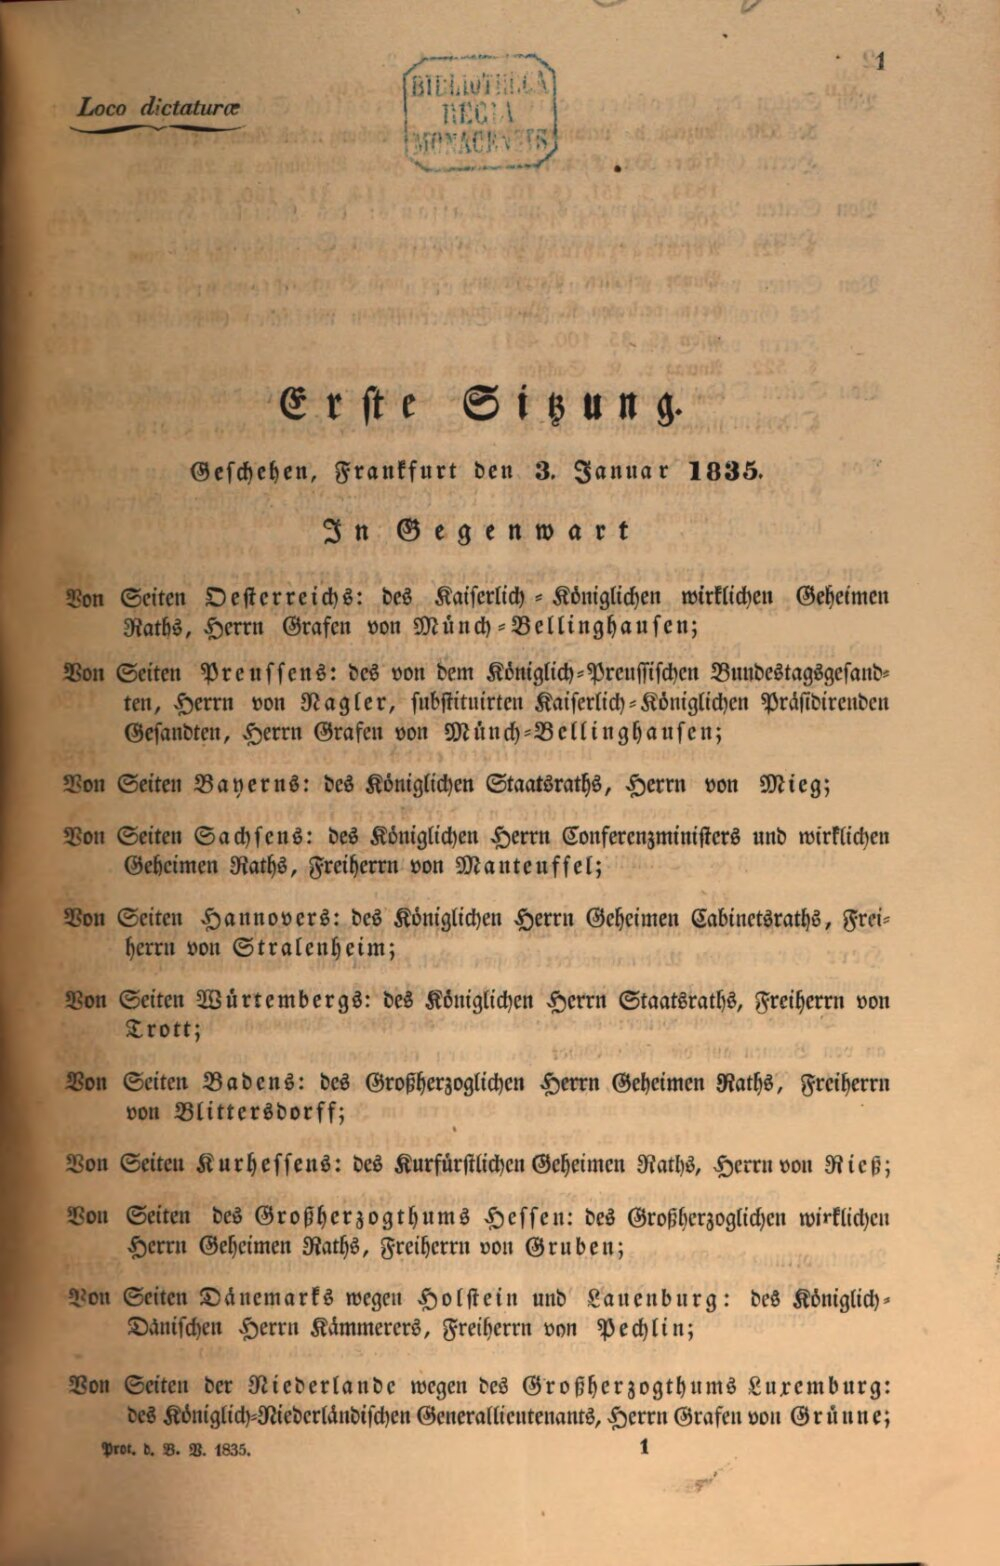 1
Loco dictaturæ
BIBLIOTHECA
REGIA
MONACENSIS
Erste Sitzung.
Geschehen, Frankfurt den 3. Januar 1835.
In Gegenwart
Von Seiten Oesterreichs: des Kaiserlich-Königlichen wirklichen Geheimen
Raths, Herrn Grafen von Münch-Bellinghausen;
Von Seiten Preussens: des von dem Königlich-Preussischen Bundestagsgesand-
ten, Herrn von Nagler, substituirten Kaiserlich-Königlichen Präsidirenden
Gesandten, Herrn Grafen von Münch-Bellinghausen;
Von Seiten Bayerns: des Königlichen Staatsraths, Herrn von Mieg;
Von Seiten Sachsens: des Königlichen Herrn Conferenzministers und wirklichen
Geheimen Raths, Freiherrn von Manteuffel;
Von Seiten Hannovers: des Königlichen Herrn Geheimen Cabinetsraths, Frei-
herrn von Stralenheim;
Von Seiten Würtembergs: des Königlichen Herrn Staatsraths, Freiherrn von
Trott;
Von Seiten Badens: des Großherzoglichen Herrn Geheimen Raths, Freiherrn
von Blittersdorff;
Von Seiten Kurhessens: des Kurfürstlichen Geheimen Raths, Herrn von Rieß;
Von Seiten des Großherzogthums Hessen: des Großherzoglichen wirklichen
Herrn Geheimen Raths, Freiherrn von Gruben;
Von Seiten Dänemarks wegen Holstein und Lauenburg: des Königlich-
Dänischen Herrn Kämmerers, Freiherrn von Pechlin;
Von Seiten der Niederlande wegen des Großherzogthums Luxemburg:
des Königlich-Niederländischen Generallieutenants, Herrn Grafen von Grünne;
Prot. d. B. V. 1835.
1